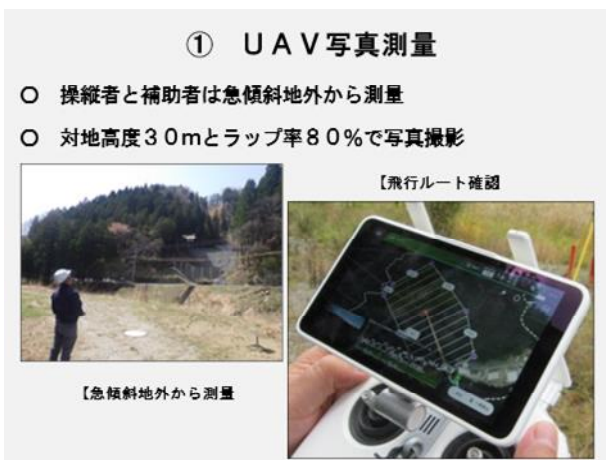 ① ＵＡＶ写真測量
○ 操縦者と補助者は急傾斜地外から測量
○ 対地高度３０ｍとラップ率８０％で写真撮影
【飛行ルート確認
【急傾斜地外から測量